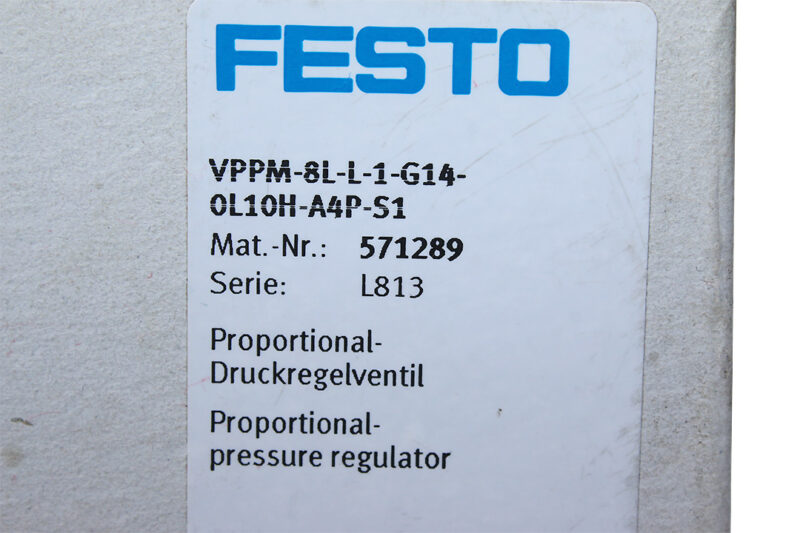 FESTO
VPPM-8L-L-1-G14-
0L10H-A4P-S1
Mat.-Nr.: 571289
Serie: L813
Proportional-
Druckregelventil
Proportional-
pressure regulator